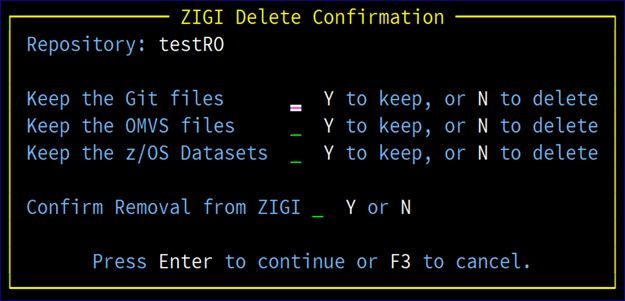 ZIGI Delete Confirmation
Repository: testRO
Keep the Git files _ Y to keep, or N to delete
Keep the OMVS files _ Y to keep, or N to delete
Keep the z/OS Datasets _ Y to keep, or N to delete
Confirm Removal from ZIGI _ Y or N
Press Enter to continue or F3 to cancel.